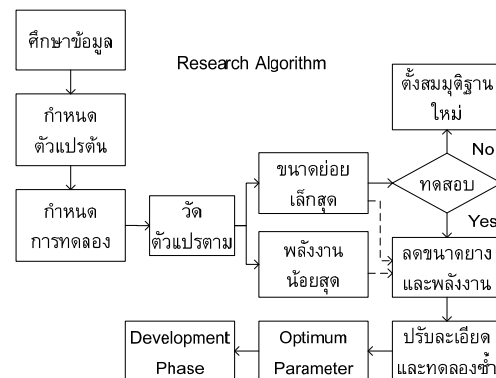 ศึกษาข้อมูล
Research Algorithm
ตั้งสมมุติฐาน
ใหม่
กำหนด
ตัวแปรต้น
No
ขนาดย่อย
เล็กสุด
ทดสอบ
กำหนด
การทดลอง
วัด
ตัวแปรตาม
Yes
พลังงาน
น้อยสุด
ลดขนาดยาง
และพลังงาน
Development
Phase
Optimum
Parameter
ปรับละเอียด
และทดลองซ้ำ